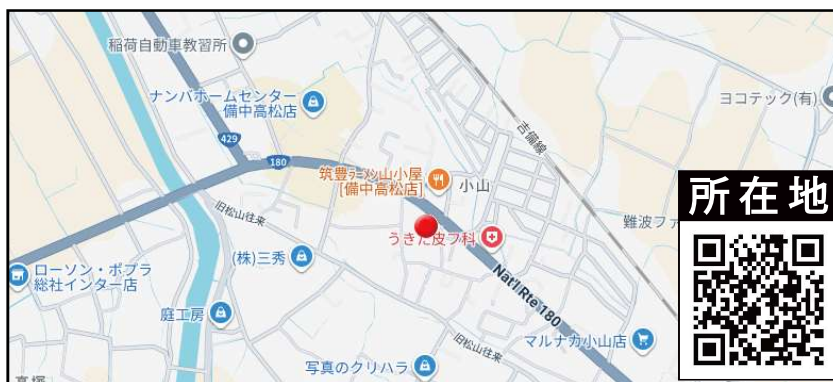 稲荷自動車教習所
ナンバホームセンター
備中高松店
ヨコテック(有)
429
180
吉備線
筑豊ラーメン山小屋
[備中高松店]
小山
所在地
旧松山往来
難波ファ
うきた皮フ科
(株)三秀
ローソン・ポプラ
総社インター店
Nat'l Rte 180
庭工房
旧松山往来
マルナカ小山店
写真のクリハラ
高塚